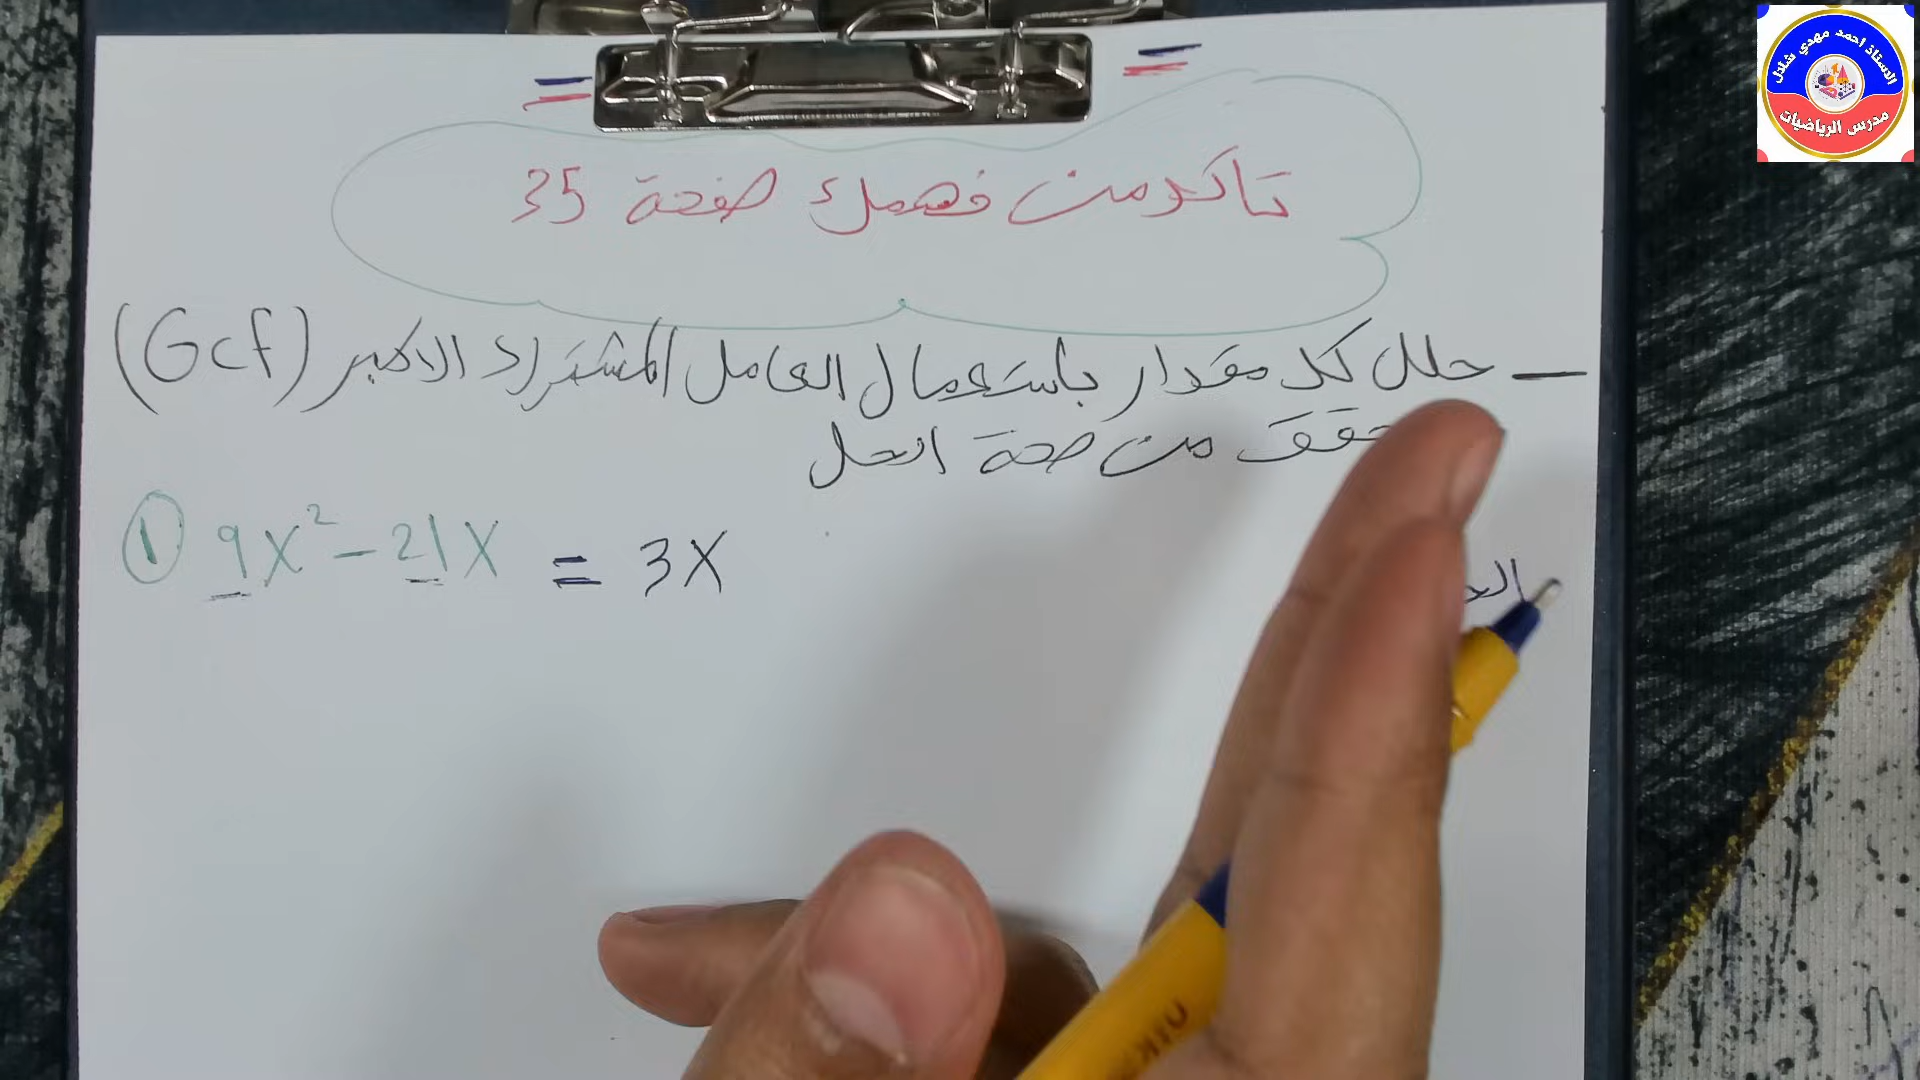 الاستاذ احمد مهدي شلال
مدرس الرياضيات
تاكد من فهمك صفحة 35
— حلل كل مقدار باستعمال العامل المشترك الاكبر (Gcf)
من صحة الحل
① 9X² - 21X = 3X